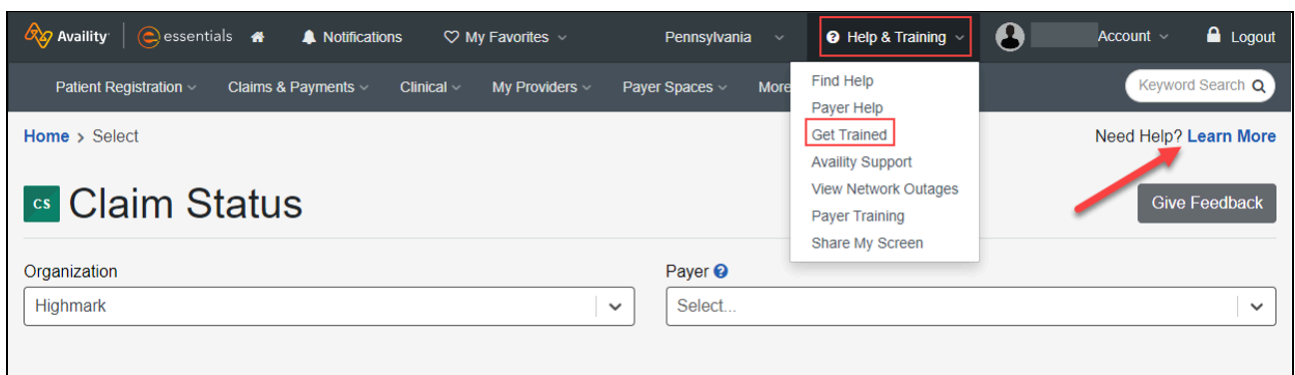 Availity essentials Notifications My Favorites Pennsylvania Help & Training Account Logout
Patient Registration Claims & Payments Clinical My Providers Payer Spaces More Keyword Search
Find Help
Payer Help
Home > Select Get Trained Need Help? Learn More
Availity Support
View Network Outages
CS Claim Status Give Feedback
Payer Training
Share My Screen
Organization Payer
Highmark Select...